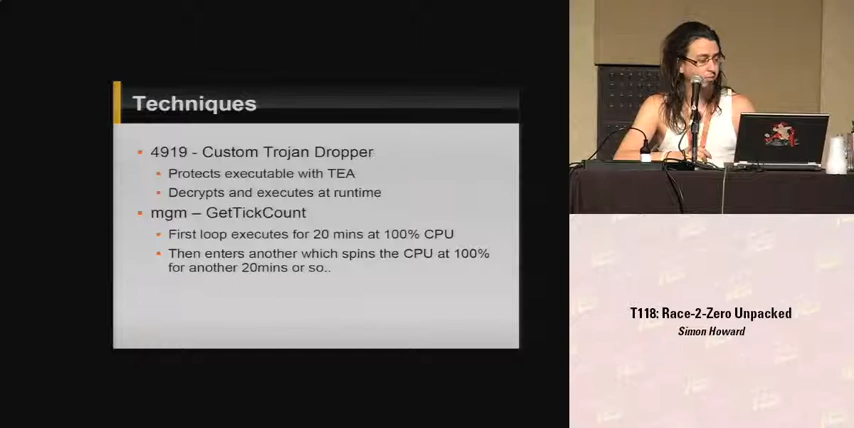 Techniques
4919 - Custom Trojan Dropper
Protects executable with TEA
Decrypts and executes at runtime
mgm – GetTickCount
First loop executes for 20 mins at 100% CPU
Then enters another which spins the CPU at 100%
for another 20mins or so..
T118: Race-2-Zero Unpacked
Simon Howard